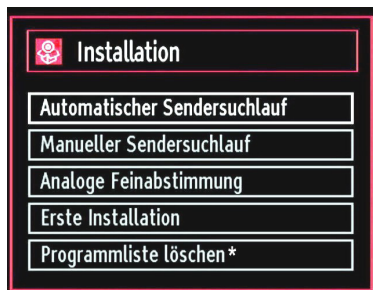 Installation
Automatischer Sendersuchlauf
Manueller Sendersuchlauf
Analoge Feinabstimmung
Erste Installation
Programmliste löschen*